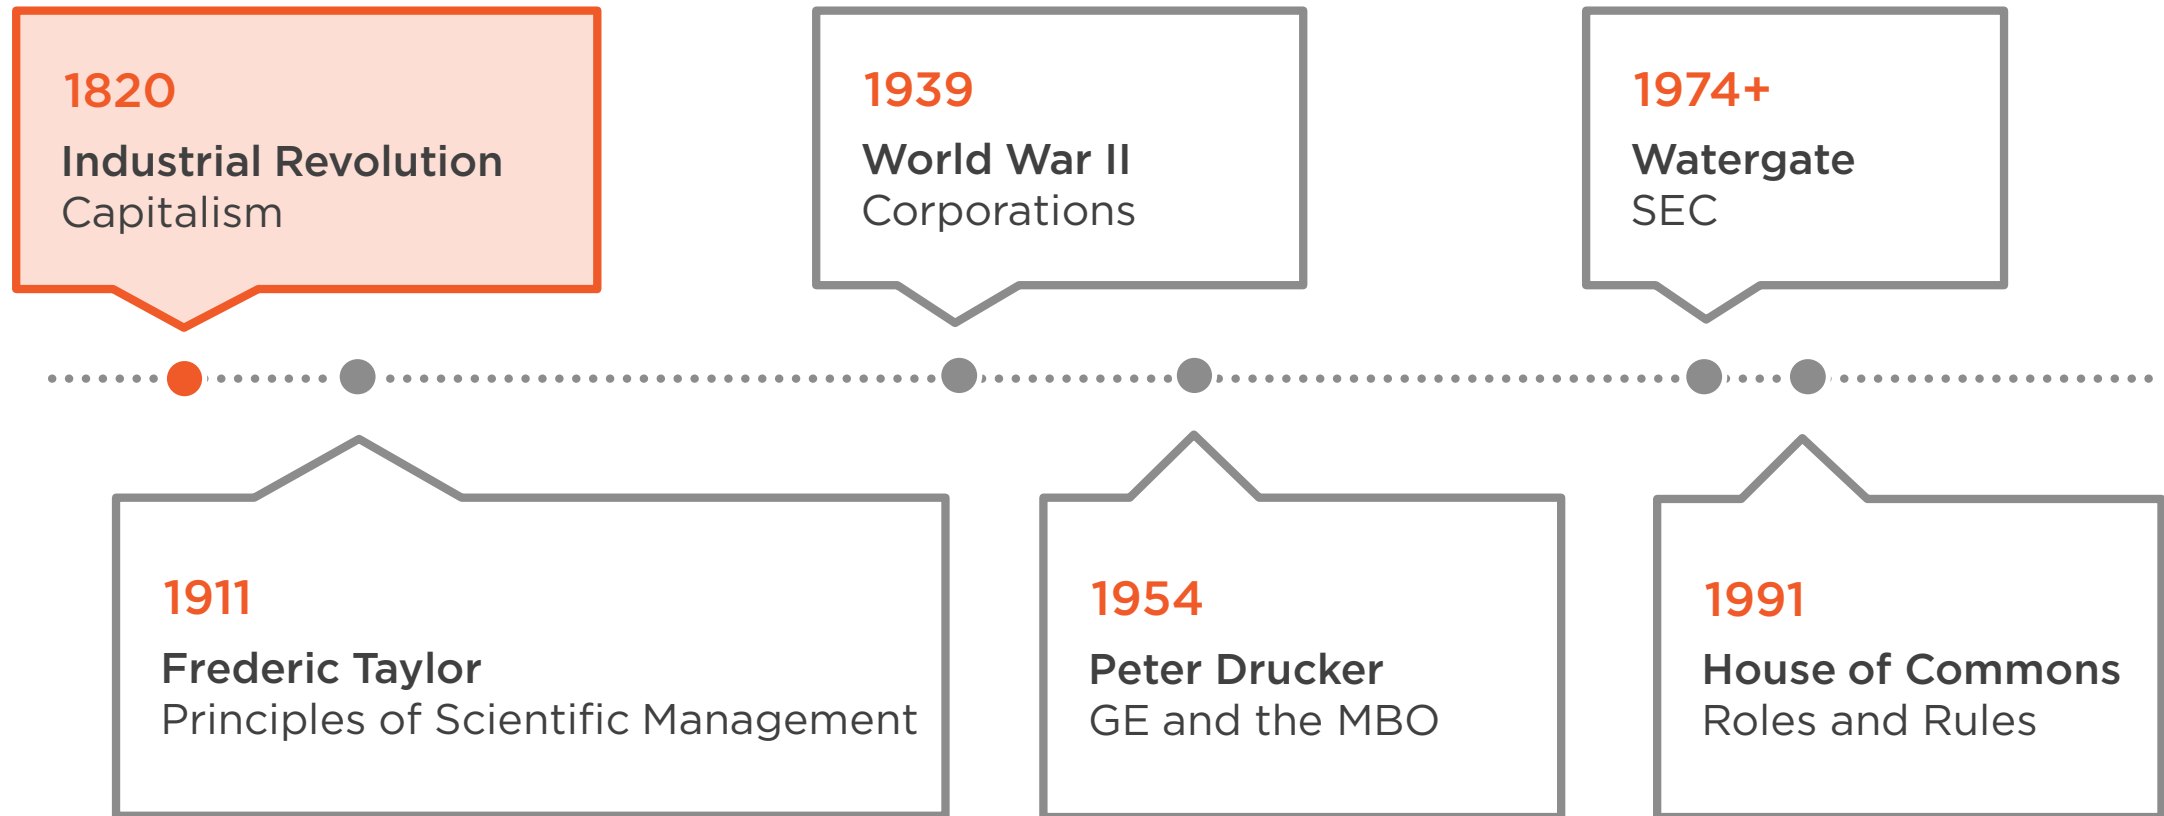 1820
Industrial Revolution
Capitalism
1939
World War II
Corporations
1974+
Watergate
SEC
1911
Frederic Taylor
Principles of Scientific Management
1954
Peter Drucker
GE and the MBO
1991
House of Commons
Roles and Rules